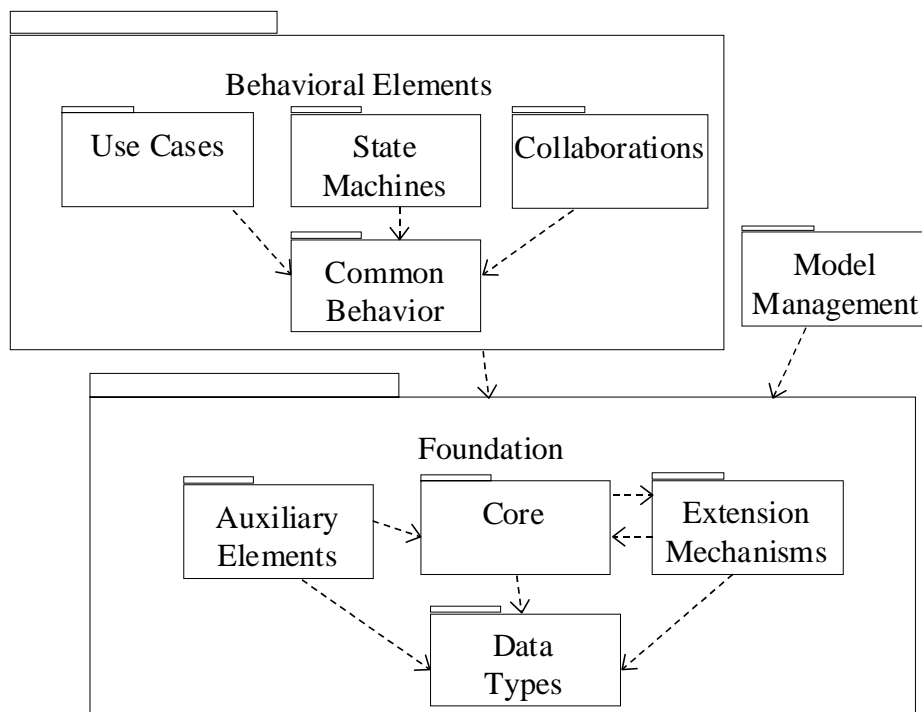 Behavioral Elements
Use Cases
State
Machines
Collaborations
Common
Behavior
Model
Management
Foundation
Auxiliary
Elements
Core
Extension
Mechanisms
Data
Types